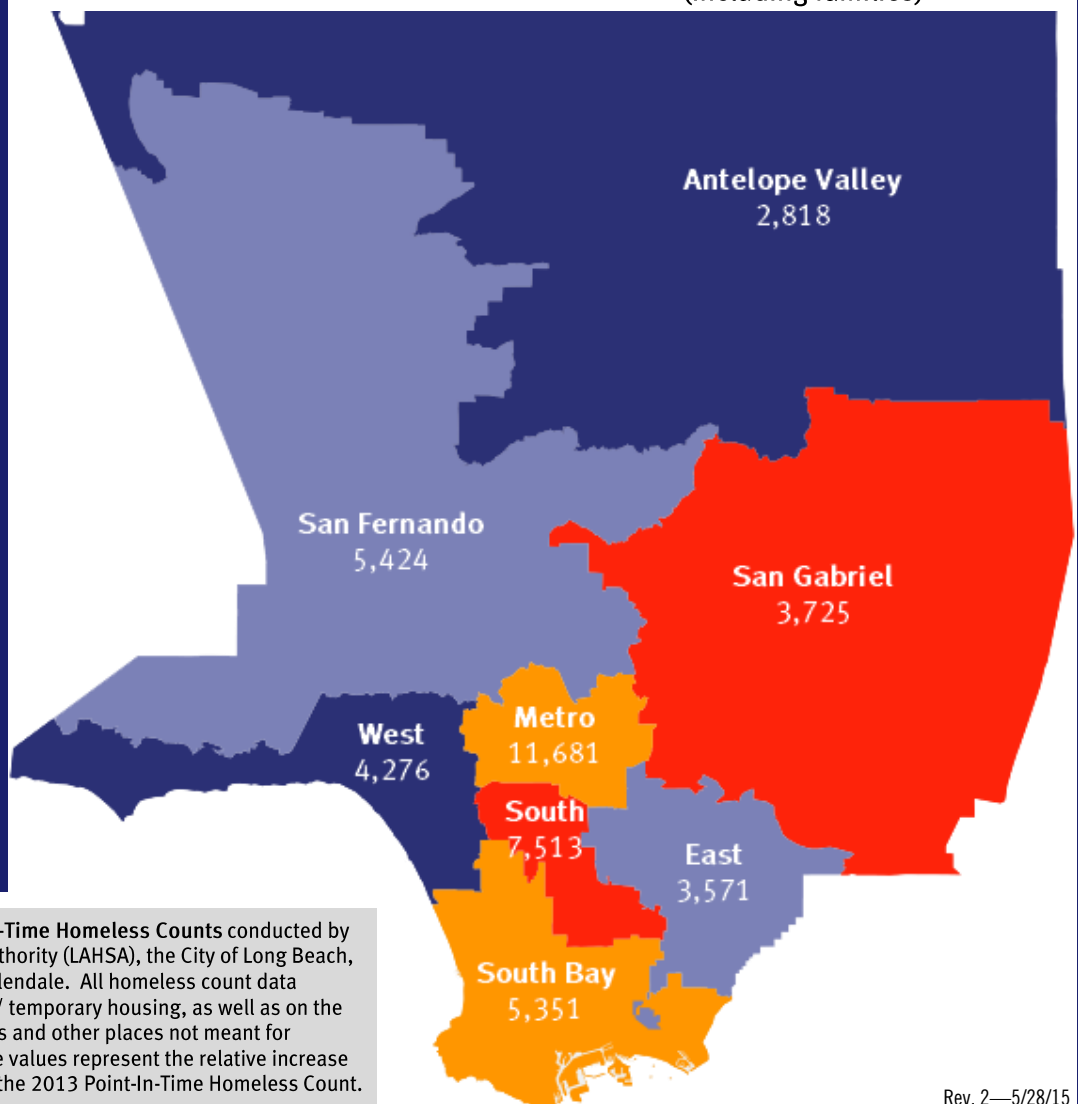 (including families)
Antelope Valley
2,818
San Fernando
5,424
San Gabriel
3,725
Metro
11,681
West
4,276
South
7,513
East
3,571
South Bay
5,351
-Time Homeless Counts conducted by
thority (LAHSA), the City of Long Beach,
lendale. All homeless count data
/ temporary housing, as well as on the
s and other places not meant for
e values represent the relative increase
the 2013 Point-In-Time Homeless Count.
Rev. 2—5/28/15